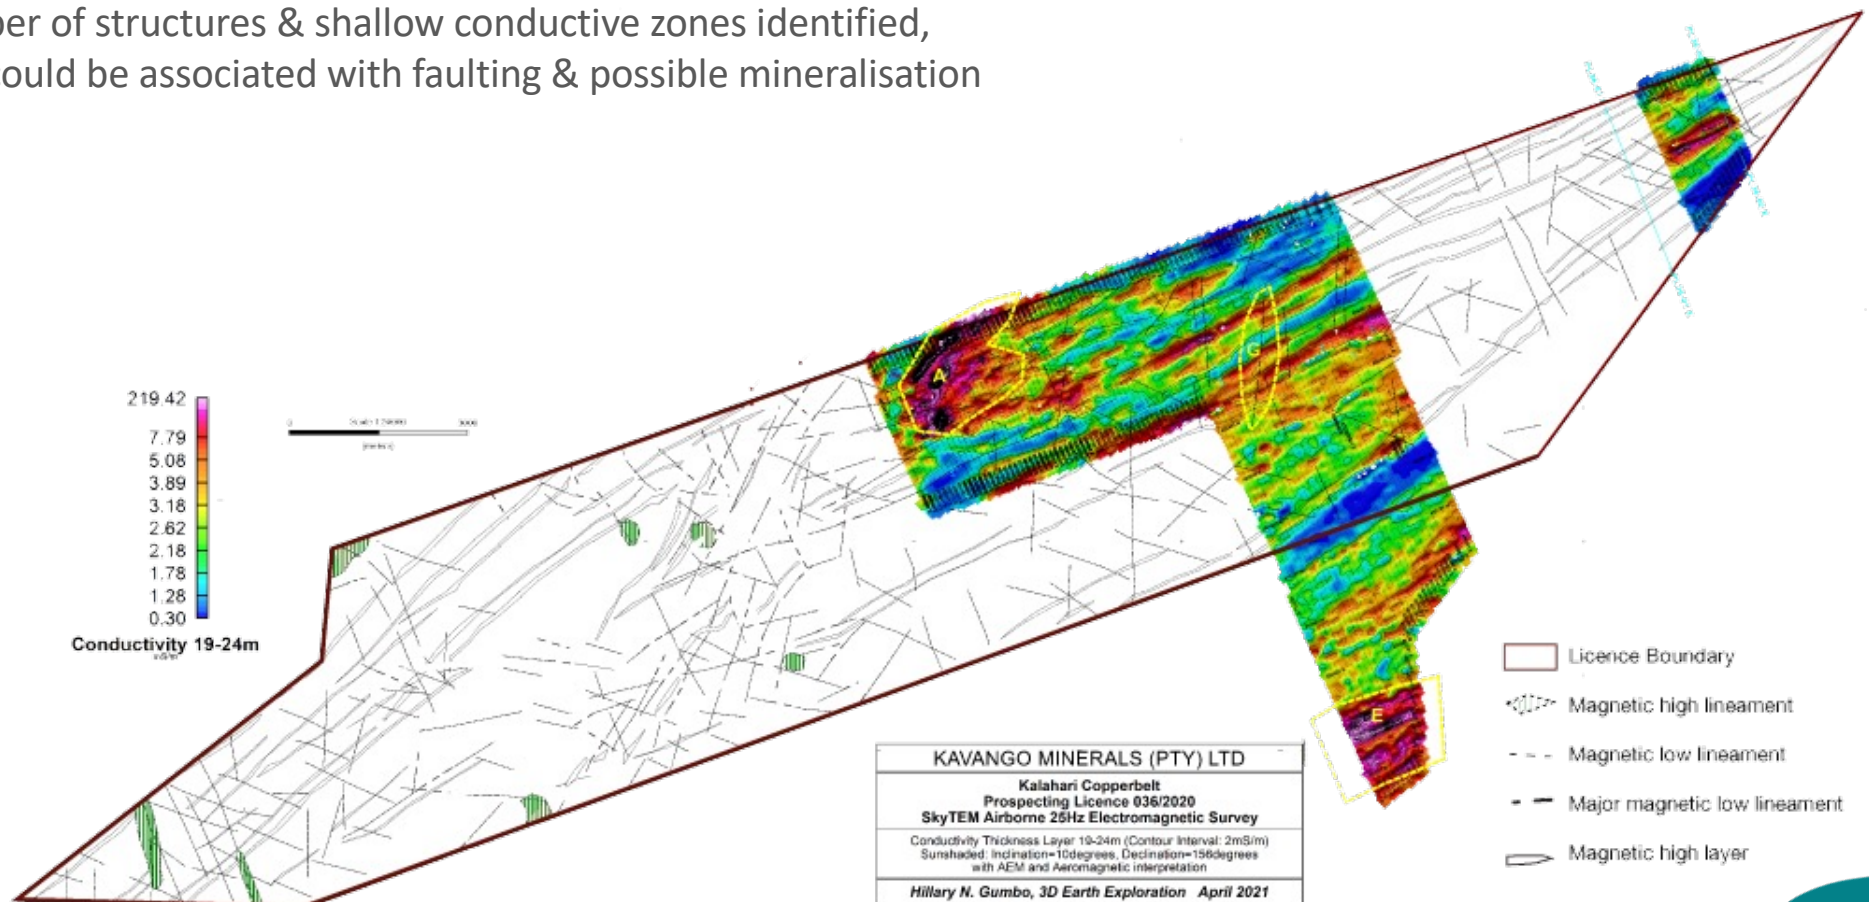 ber of structures & shallow conductive zones identified,
ould be associated with faulting & possible mineralisation
A
G
E
219.42
7.79
5.08
3.89
3.18
2.62
2.18
1.78
1.28
0.30
Conductivity 19-24m
mS/m
Licence Boundary
Magnetic high lineament
Magnetic low lineament
Major magnetic low lineament
Magnetic high layer
KAVANGO MINERALS (PTY) LTD
Kalahari Copperbelt
Prospecting Licence 036/2020
SkyTEM Airborne 25Hz Electromagnetic Survey
Conductivity Thickness Layer 19-24m (Contour Interval: 2mS/m)
Sunshaded: Inclination=10degrees, Declination=156degrees
with AEM and Aeromagnetic interpretation
Hillary N. Gumbo, 3D Earth Exploration April 2021